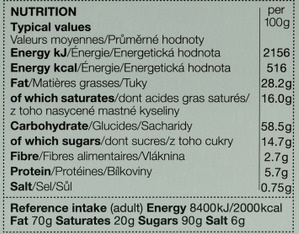 NUTRITION per
Typical values 100g
Valeurs moyennes/Průměrné hodnoty
Energy kJ/Énergie/Energetická hodnota 2156
Energy kcal/Énergie/Energetická hodnota 516
Fat/Matières grasses/Tuky 28.2g
of which saturates/dont acides gras saturés/ 16.0g
z toho nasycené mastné kyseliny
Carbohydrate/Glucides/Sacharidy 58.5g
of which sugars/dont sucres/z toho cukry 14.7g
Fibre/Fibres alimentaires/Vláknina 2.7g
Protein/Protéines/Bílkoviny 5.7g
Salt/Sel/Sůl 0.75g
Reference intake (adult) Energy 8400kJ/2000kcal
Fat 70g Saturates 20g Sugars 90g Salt 6g